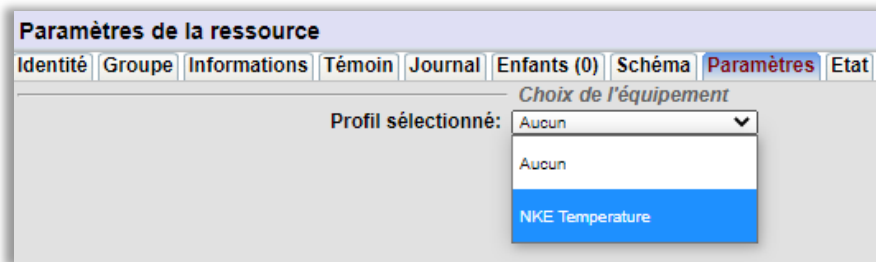 Paramètres de la ressource
Identité Groupe Informations Témoin Journal Enfants (0) Schéma Paramètres Etat
Choix de l'équipement
Profil sélectionné: Aucun
Aucun
NKE Temperature